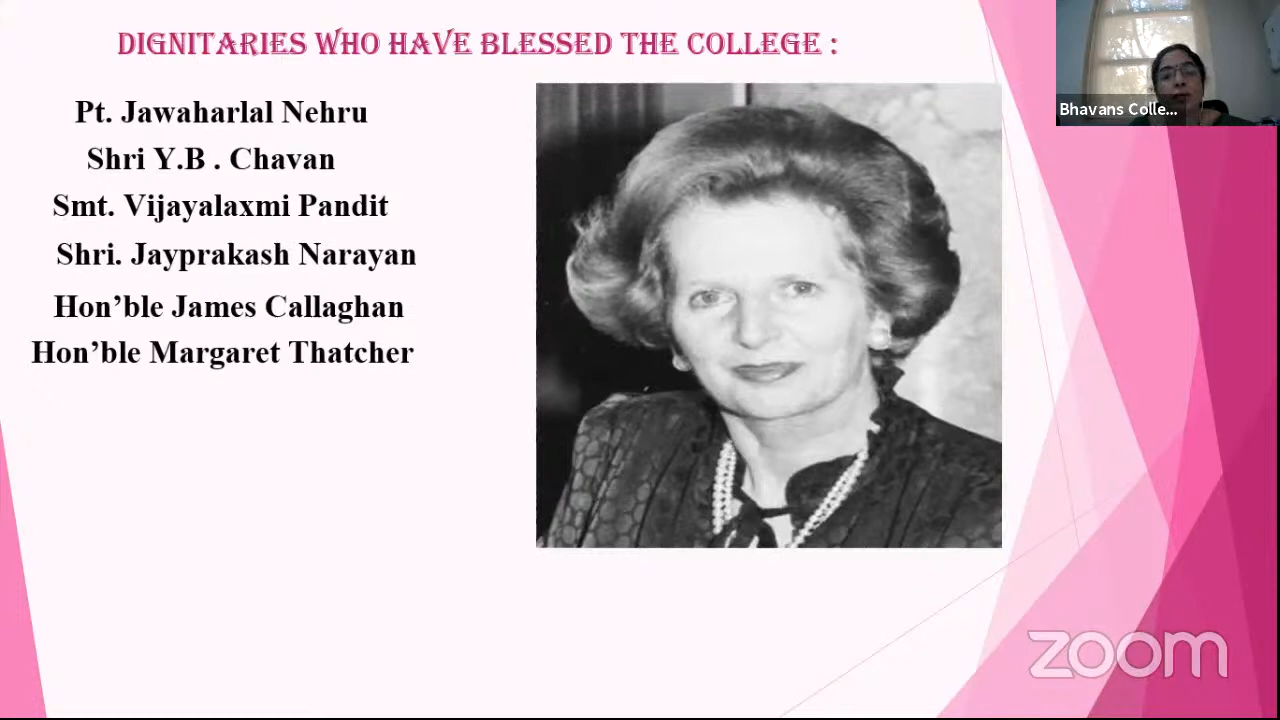 DIGNITARIES WHO HAVE BLESSED THE COLLEGE :
Pt. Jawaharlal Nehru
Shri Y.B . Chavan
Smt. Vijayalaxmi Pandit
Shri. Jayprakash Narayan
Hon’ble James Callaghan
Hon’ble Margaret Thatcher
Bhavans Colle...
zoom